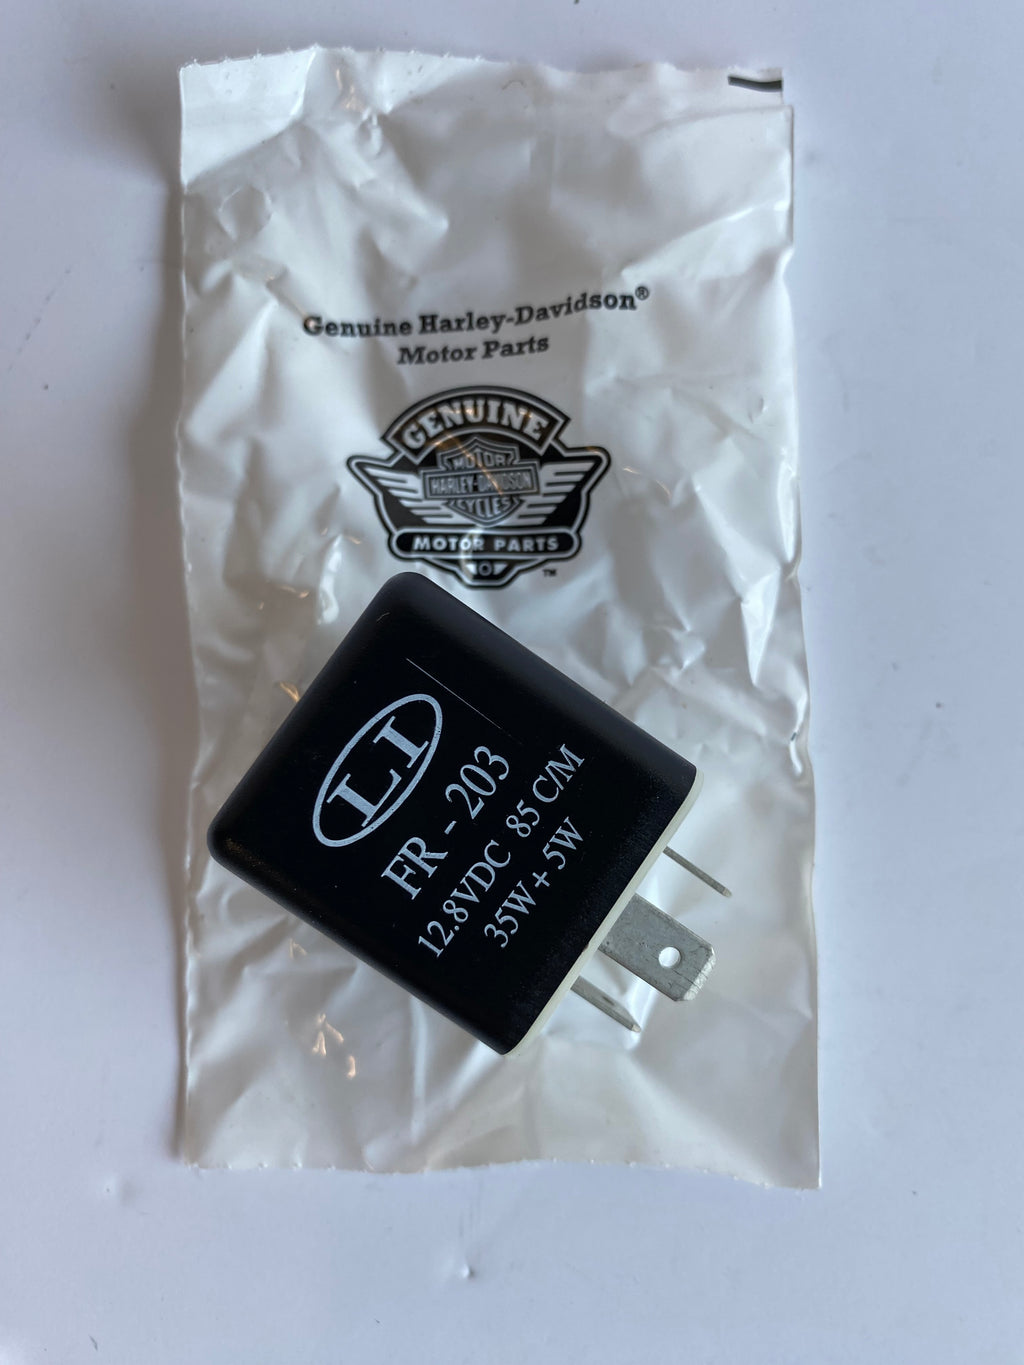 Genuine Harley-Davidson®
Motor Parts
GENUINE
MOTOR
HARLEY-DAVIDSON
CYCLES
MOTOR PARTS
TM
LI
FR - 203
12.8VDC 85 C/M
35W + 5W